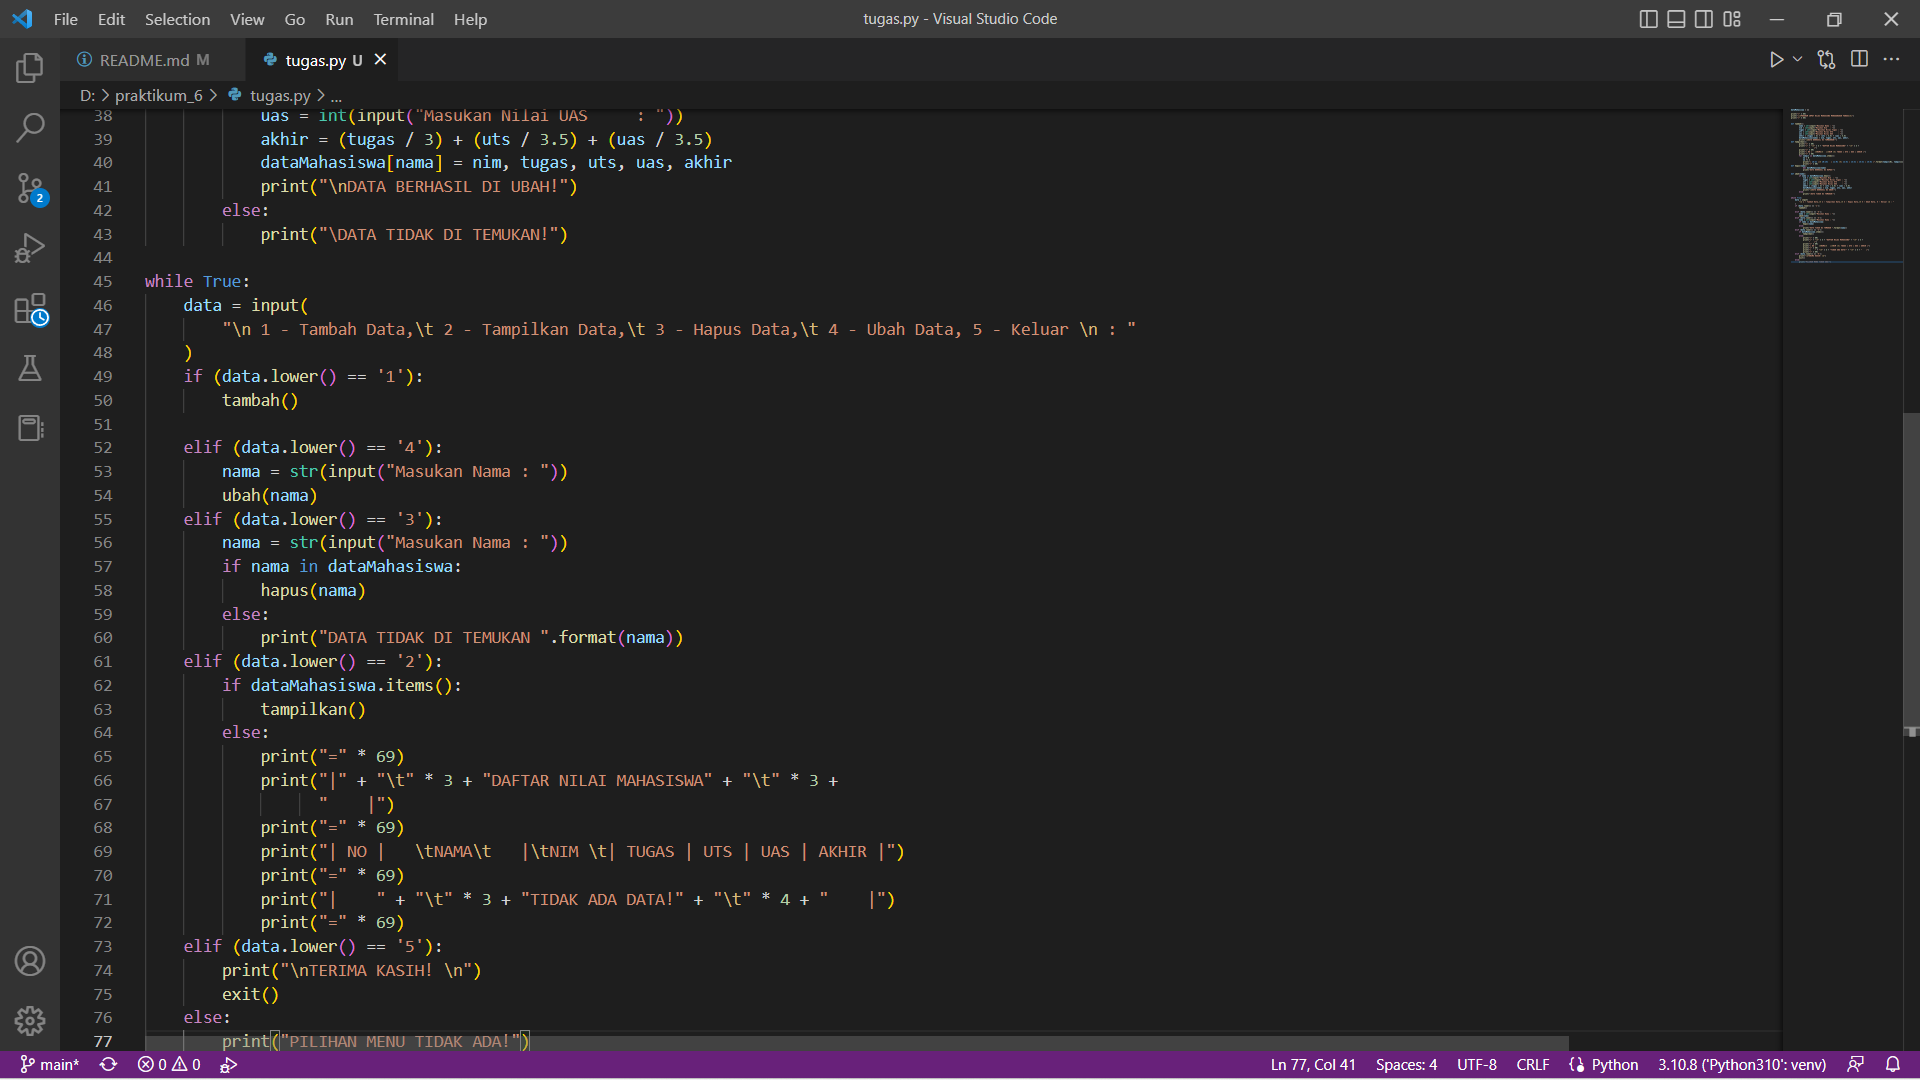 File Edit Selection View Go Run Terminal Help tugas.py - Visual Studio Code
README.md M tugas.py U
D: > praktikum_6 > tugas.py > ...
38 uas = int(input("Masukan Nilai UAS     : "))
39 akhir = (tugas / 3) + (uts / 3.5) + (uas / 3.5)
40 dataMahasiswa[nama] = nim, tugas, uts, uas, akhir
41 print("\nDATA BERHASIL DI UBAH!")
42 else:
43 print("\DATA TIDAK DI TEMUKAN!")
44
45 while True:
46 data = input(
47 "\n 1 - Tambah Data,\t 2 - Tampilkan Data,\t 3 - Hapus Data,\t 4 - Ubah Data, 5 - Keluar \n : "
48 )
49 if (data.lower() == '1'):
50 tambah()
51
52 elif (data.lower() == '4'):
53 nama = str(input("Masukan Nama : "))
54 ubah(nama)
55 elif (data.lower() == '3'):
56 nama = str(input("Masukan Nama : "))
57 if nama in dataMahasiswa:
58 hapus(nama)
59 else:
60 print("DATA TIDAK DI TEMUKAN ".format(nama))
61 elif (data.lower() == '2'):
62 if dataMahasiswa.items():
63 tampilkan()
64 else:
65 print("=" * 69)
66 print("|" + "\t" * 3 + "DAFTAR NILAI MAHASISWA" + "\t" * 3 +
67 "    |")
68 print("=" * 69)
69 print("| NO |   \tNAMA\t   |\tNIM \t| TUGAS | UTS | UAS | AKHIR |")
70 print("=" * 69)
71 print("|    " + "\t" * 3 + "TIDAK ADA DATA!" + "\t" * 4 + "    |")
72 print("=" * 69)
73 elif (data.lower() == '5'):
74 print("\nTERIMA KASIH! \n")
75 exit()
76 else:
77 print("PILIHAN MENU TIDAK ADA!")
2
main* 0 0 Ln 77, Col 41 Spaces: 4 UTF-8 CRLF Python 3.10.8 ('Python310': venv)